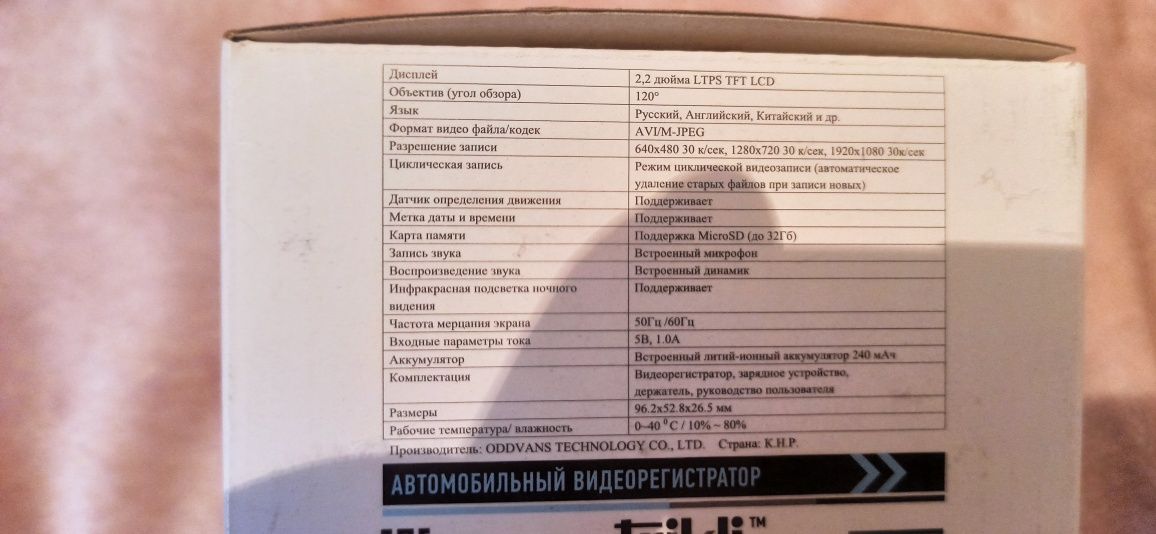 Дисплей 2,2 дюйма LTPS TFT LCD
Объектив (угол обзора) 120°
Язык Русский, Английский, Китайский и др.
Формат видео файла/кодек AVI/M-JPEG
Разрешение записи 640x480 30 к/сек, 1280x720 30 к/сек, 1920x1080 30к/сек
Циклическая запись Режим циклической видеозаписи (автоматическое
удаление старых файлов при записи новых)
Датчик определения движения Поддерживает
Метка даты и времени Поддерживает
Карта памяти Поддержка MicroSD (до 32Гб)
Запись звука Встроенный микрофон
Воспроизведение звука Встроенный динамик
Инфракрасная подсветка ночного Поддерживает
видения
Частота мерцания экрана 50Гц /60Гц
Входные параметры тока 5В, 1.0А
Аккумулятор Встроенный литий-ионный аккумулятор 240 мАч
Комплектация Видеорегистратор, зарядное устройство,
держатель, руководство пользователя
Размеры 96.2x52.8x26.5 мм
Рабочие температура/ влажность 0~40 ⁰ C / 10% ~ 80%
Производитель: ODDVANS TECHNOLOGY CO., LTD. Страна: К.Н.Р.
АВТОМОБИЛЬНЫЙ ВИДЕОРЕГИСТРАТОР
TM